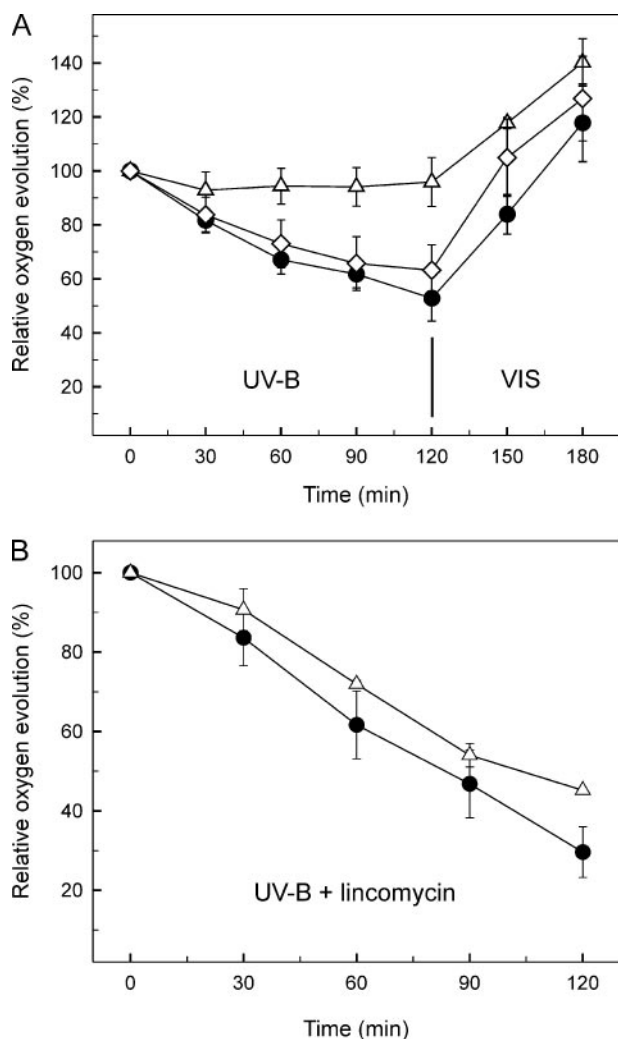 A
Relative oxygen evolution (%)
140
120
100
80
60
40
20
UV-B
VIS
0 30 60 90 120 150 180
Time (min)
B
Relative oxygen evolution (%)
100
80
60
40
20
UV-B + lincomycin
0 30 60 90 120
Time (min)